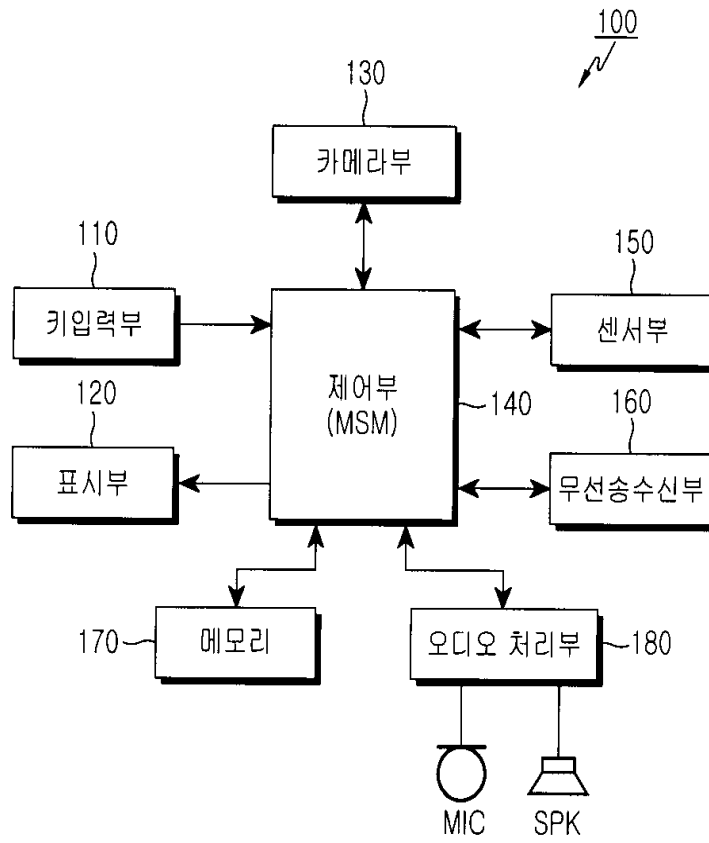 100
130
카메라부
110
키입력부
150
센서부
제어부
(MSM)
140
120
표시부
160
무선송수신부
170
메모리
오디오 처리부
180
MIC
SPK